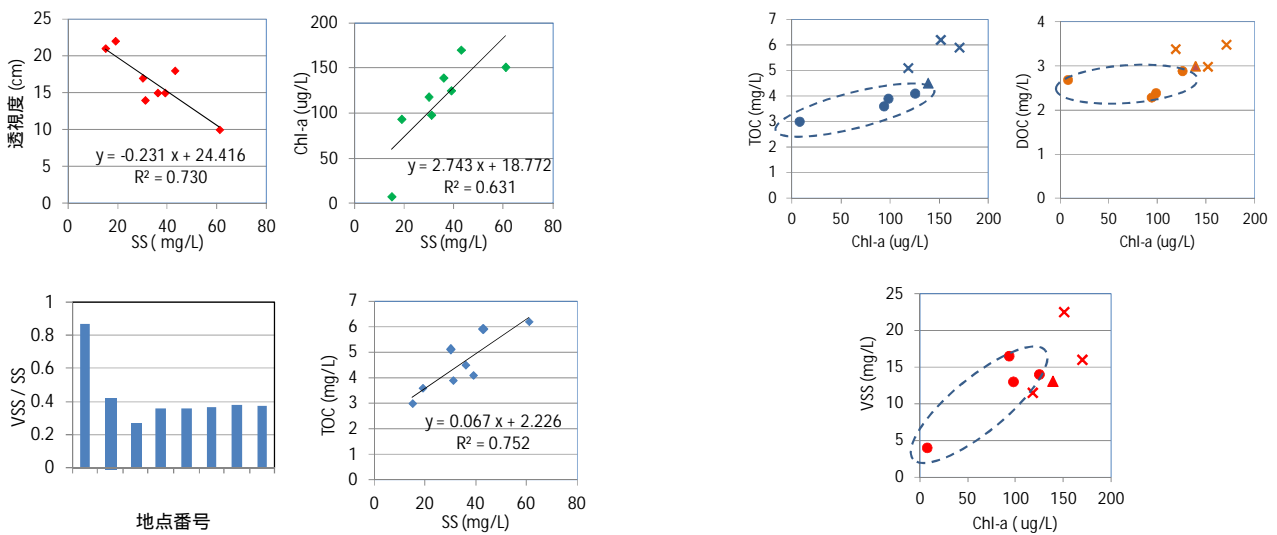 25
20
15
10
5
0
透視度 (cm)
y = -0.231 x + 24.416
R² = 0.730
0 20 40 60 80
SS ( mg/L)
200
150
100
50
0
Chl-a (ug/L)
y = 2.743 x + 18.772
R² = 0.631
0 20 40 60 80
SS (mg/L)
7
6
5
4
3
2
1
0
TOC (mg/L)
0 50 100 150 200
Chl-a (ug/L)
4
3
2
1
0
DOC (mg/L)
0 50 100 150 200
Chl-a (ug/L)
1
0.8
0.6
0.4
0.2
0
VSS / SS
地点番号
7
6
5
4
3
2
1
0
TOC (mg/L)
y = 0.067 x + 2.226
R² = 0.752
0 20 40 60 80
SS (mg/L)
25
20
15
10
5
0
VSS (mg/L)
0 50 100 150 200
Chl-a ( ug/L)